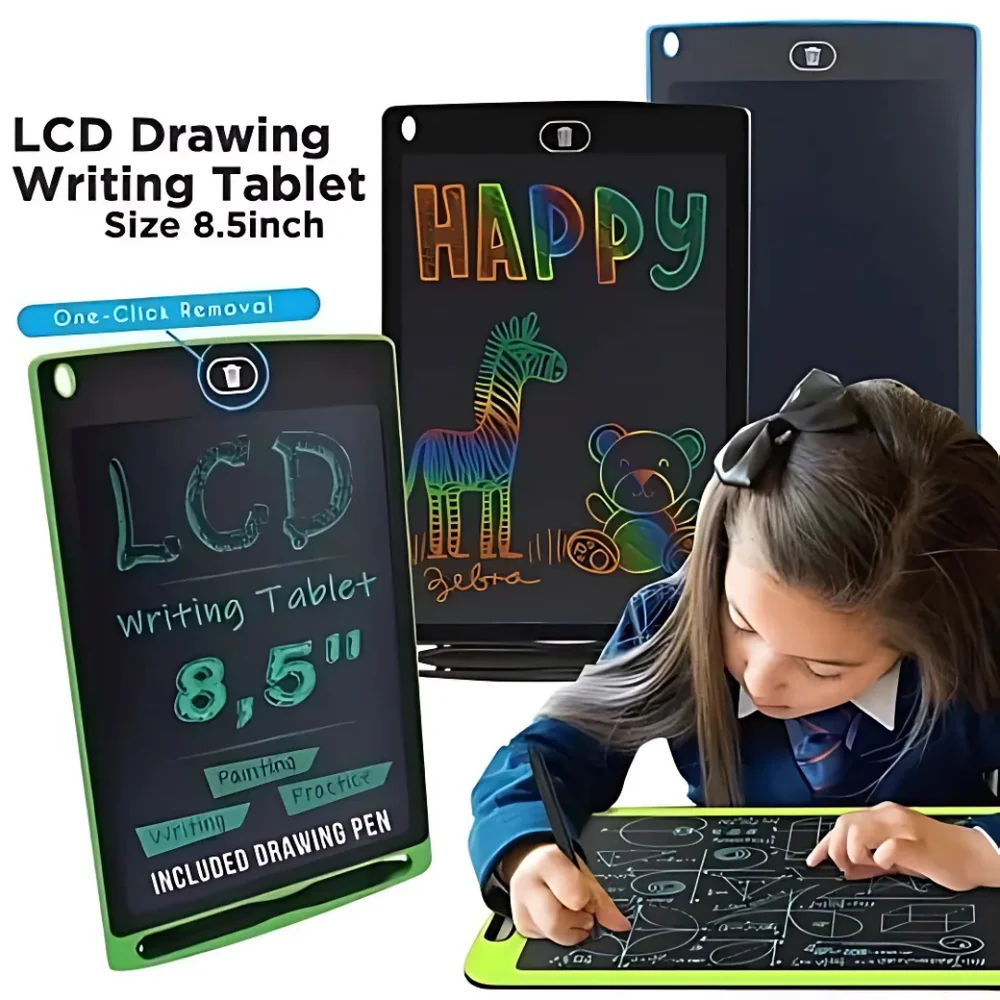 LCD Drawing
Writing Tablet
Size 8.5inch
One-Click Removal
HAPPY
zebra
LCD
Writing Tablet
8,5"
Painting
Practice
Writing
INCLUDED DRAWING PEN